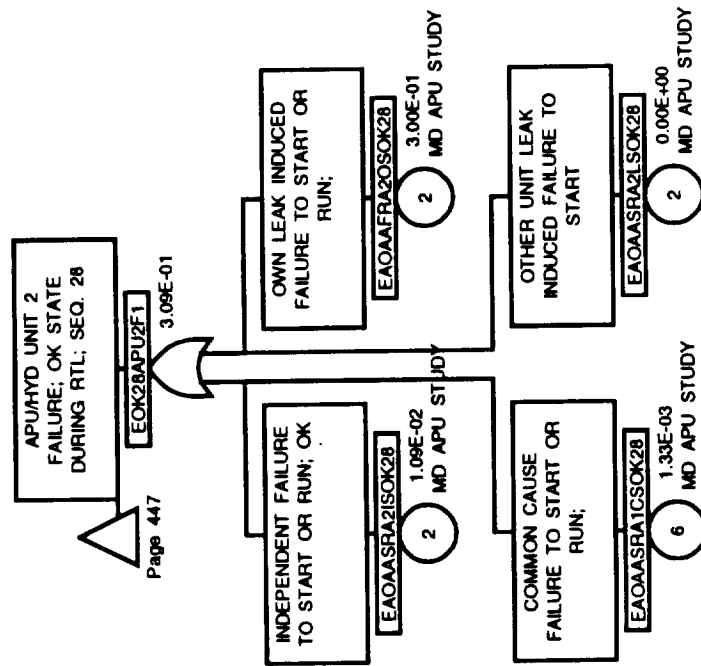 APU/HYD UNIT 2
FAILURE; OK STATE
DURING RTL; SEQ. 28
EOK28APU2F1
3.09E-01
Page 447
INDEPENDENT FAILURE
TO START OR RUN; OK
EAOAASRA2ISOK28
2
1.09E-02
MD APU STUDY
OWN LEAK INDUCED
FAILURE TO START OR
RUN;
EAOAAFRA2OSOK28
2
3.00E-01
MD APU STUDY
COMMON CAUSE
FAILURE TO START OR
RUN;
EAOAASRA1CSOK28
6
1.33E-03
MD APU STUDY
OTHER UNIT LEAK
INDUCED FAILURE TO
START
EAOAASRA2LSOK28
2
0.00E+00
MD APU STUDY